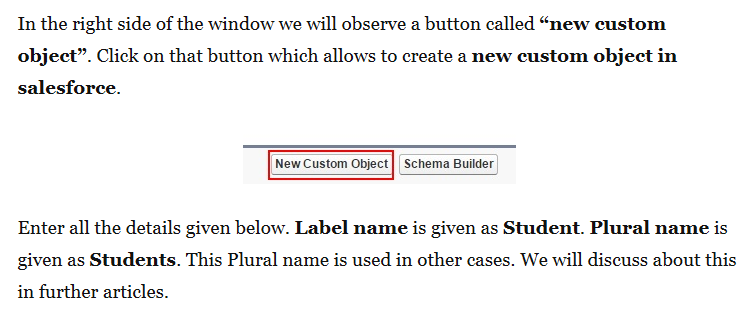 In the right side of the window we will observe a button called “new custom
object”. Click on that button which allows to create a new custom object in
salesforce.
New Custom Object Schema Builder
Enter all the details given below. Label name is given as Student. Plural name is
given as Students. This Plural name is used in other cases. We will discuss about this
in further articles.